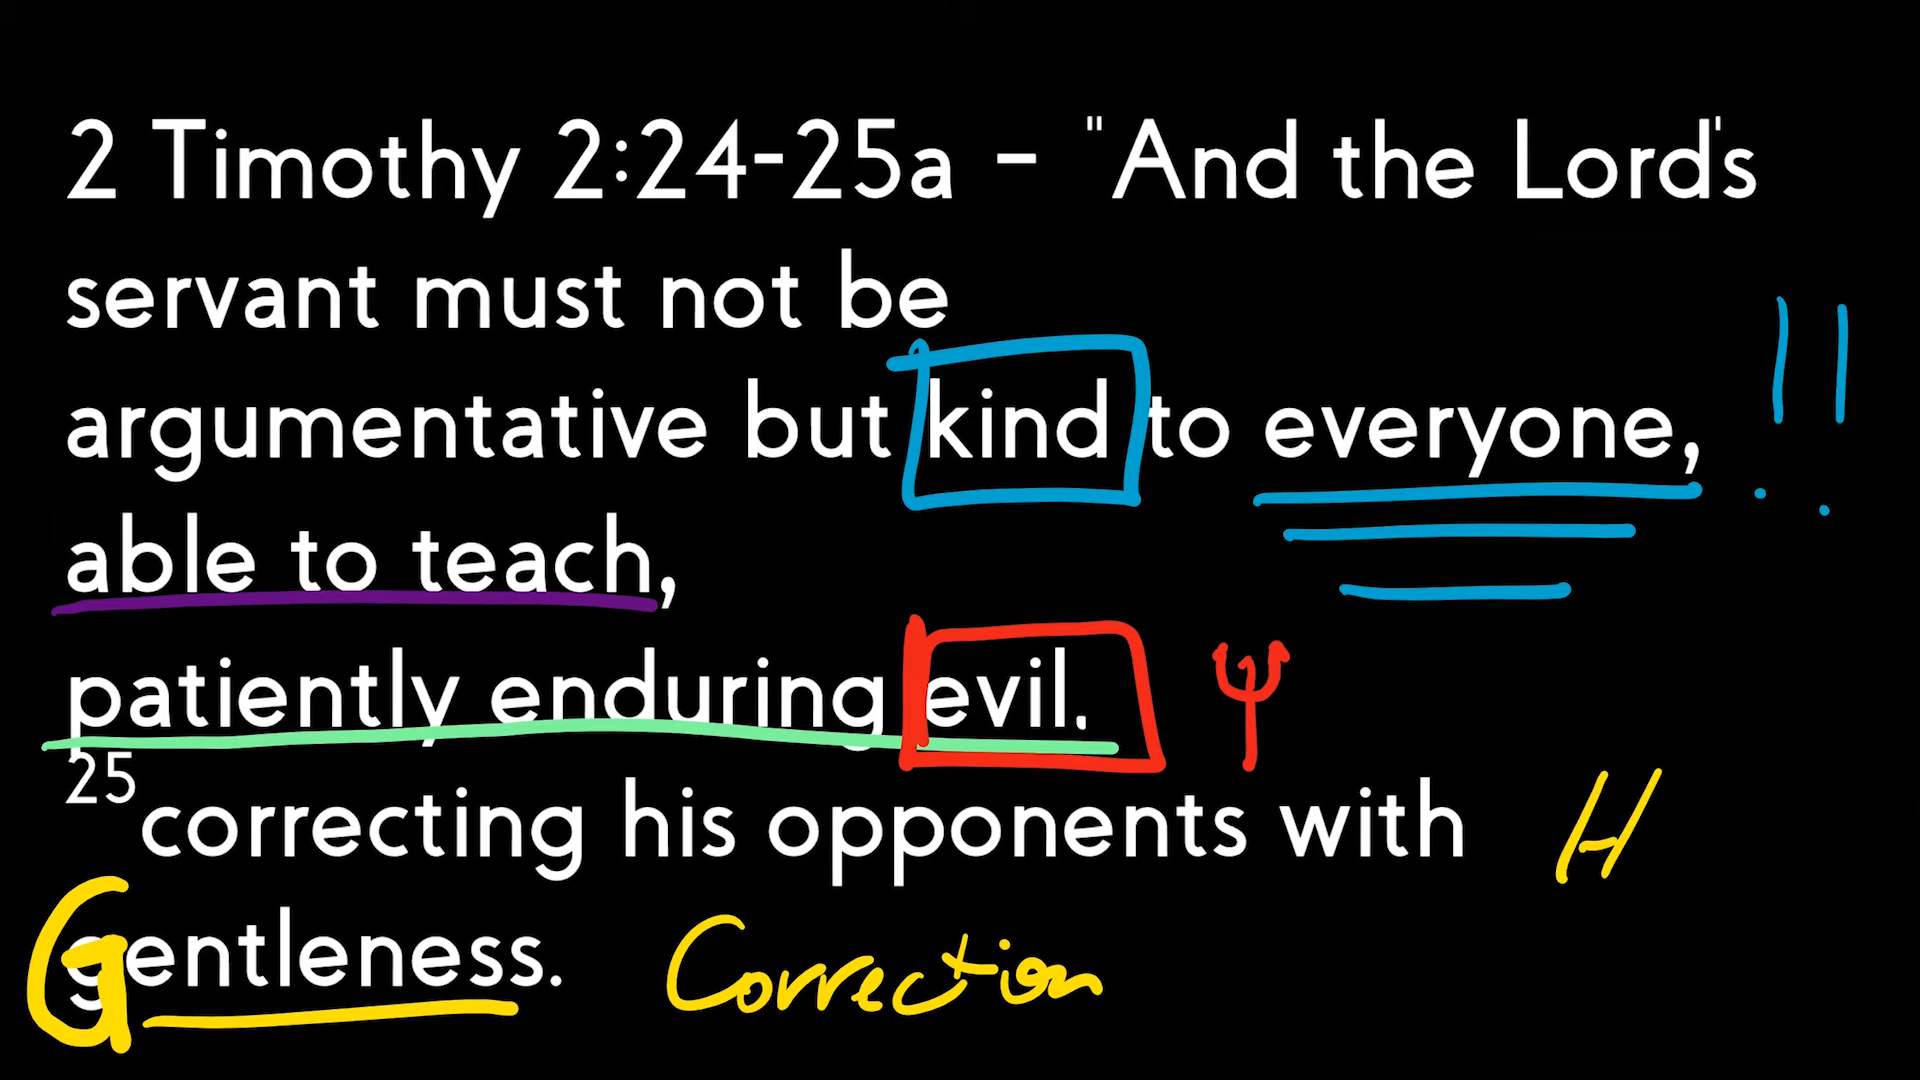 2 Timothy 2:24-25a – "And the Lord's
servant must not be
argumentative but kind to everyone, !!
able to teach,
patiently enduring evil.
25 correcting his opponents with H
Gentleness. Correction